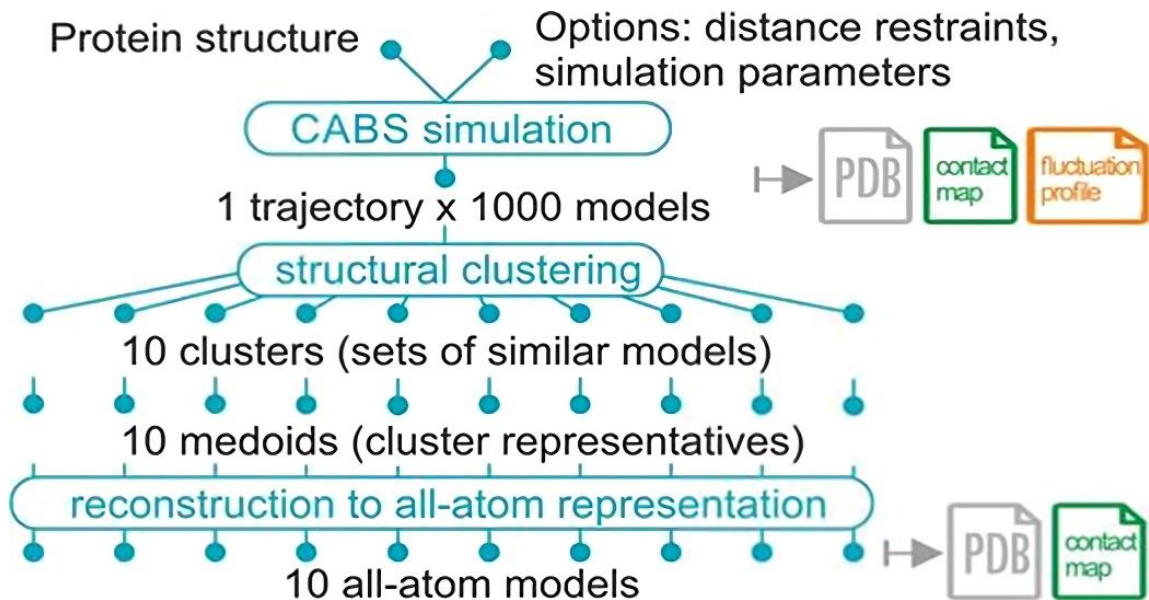 Protein structure
Options: distance restraints,
simulation parameters
CABS simulation
PDB
contact
map
fluctuation
profile
1 trajectory x 1000 models
structural clustering
10 clusters (sets of similar models)
10 medoids (cluster representatives)
reconstruction to all-atom representation
PDB
contact
map
10 all-atom models